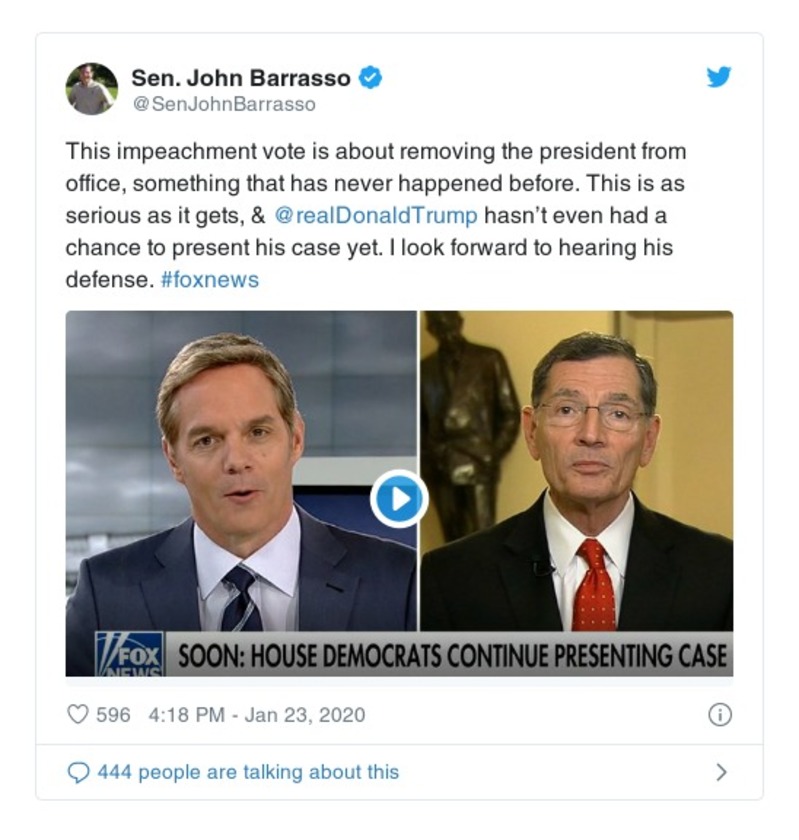 Sen. John Barrasso
@SenJohnBarrasso
This impeachment vote is about removing the president from
office, something that has never happened before. This is as
serious as it gets, & @realDonaldTrump hasn’t even had a
chance to present his case yet. I look forward to hearing his
defense. #foxnews
FOX
NEWS
SOON: HOUSE DEMOCRATS CONTINUE PRESENTING CASE
596 4:18 PM - Jan 23, 2020
444 people are talking about this